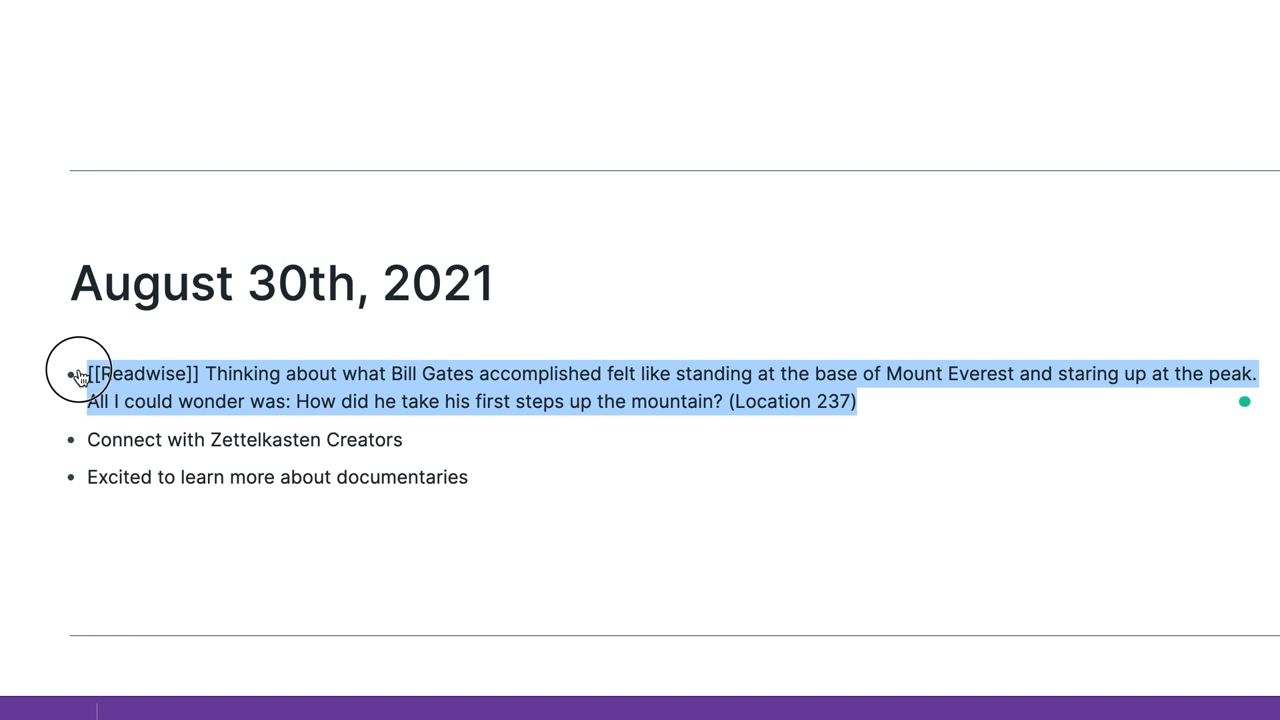 August 30th, 2021
[[Readwise]] Thinking about what Bill Gates accomplished felt like standing at the base of Mount Everest and staring up at the peak.
All I could wonder was: How did he take his first steps up the mountain? (Location 237)
Connect with Zettelkasten Creators
Excited to learn more about documentaries